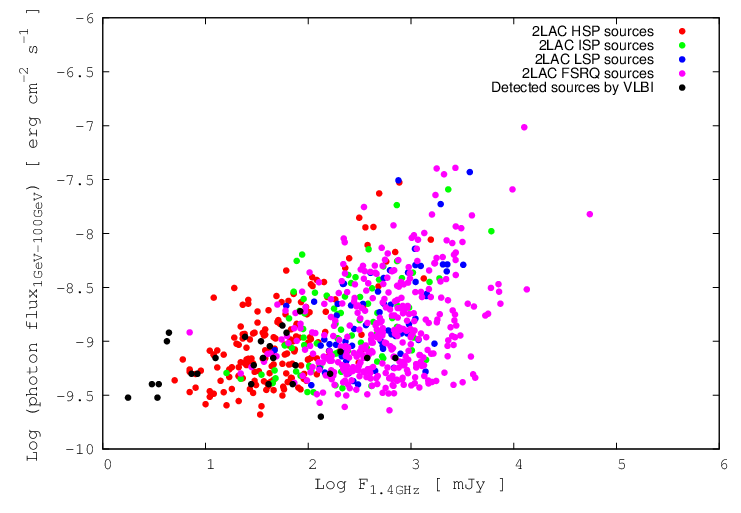 2LAC HSP sources
2LAC ISP sources
2LAC LSP sources
2LAC FSRQ sources
Detected sources by VLBI
-6
-6.5
-7
-7.5
-8
-8.5
-9
-9.5
-10
0 1 2 3 4 5 6
Log F1.4GHz [ mJy ]
Log (photon flux1GeV-100GeV) [ erg cm-2 s-1 ]